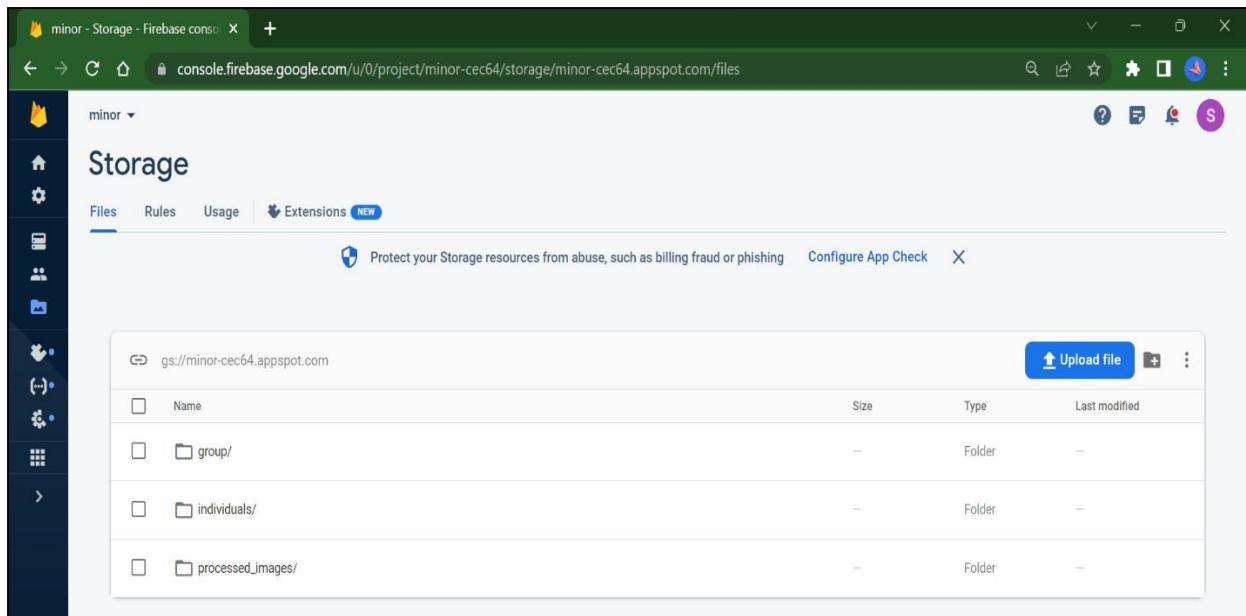 minor - Storage - Firebase conso
console.firebase.google.com/u/0/project/minor-cec64/storage/minor-cec64.appspot.com/files
minor
S
Storage
Files Rules Usage Extensions NEW
Protect your Storage resources from abuse, such as billing fraud or phishing Configure App Check
gs://minor-cec64.appspot.com Upload file
Name Size Type Last modified
group/ – Folder –
individuals/ – Folder –
processed_images/ – Folder –